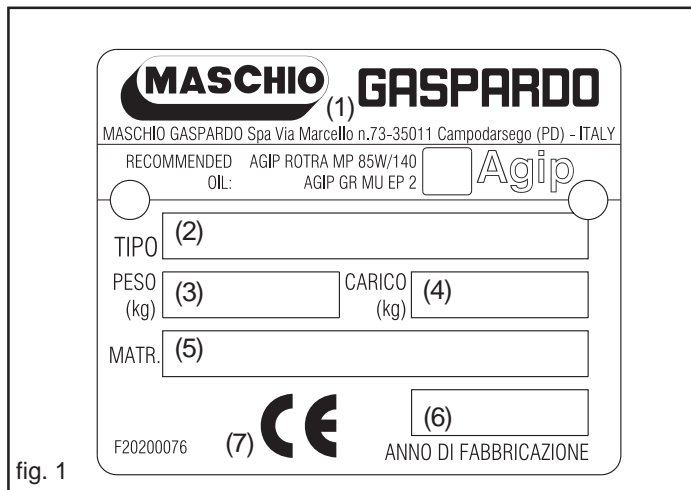 MASCHIO GASPARDO
(1)
MASCHIO GASPARDO Spa Via Marcello n.73-35011 Campodarsego (PD) - ITALY
RECOMMENDED AGIP ROTRA MP 85W/140 Agip
OIL: AGIP GR MU EP 2
TIPO (2)
PESO (3) CARICO (4)
(kg) (kg)
MATR. (5)
(6)
F20200076 (7) CE ANNO DI FABBRICAZIONE
fig. 1